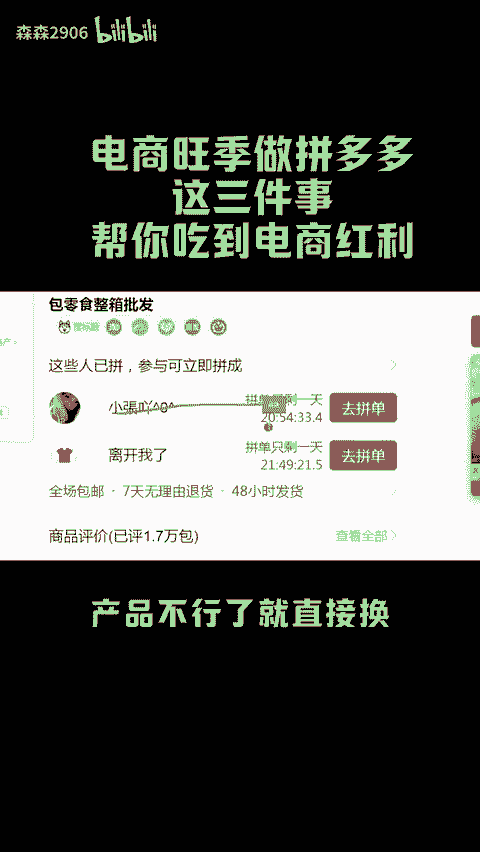 森森2906 bilibili
电商旺季做拼多多
这三件事
帮你吃到电商红利
包零食整箱批发
这些人已拼，参与可立即拼成
小張吖^0^
拼单只剩一天
20:54:33.4
去拼单
离开我了
拼单只剩一天
21:49:21.5
去拼单
全场包邮 · 7天无理由退货 · 48小时发货
商品评价(已评1.7万包)
查看全部
产品不行了就直接换